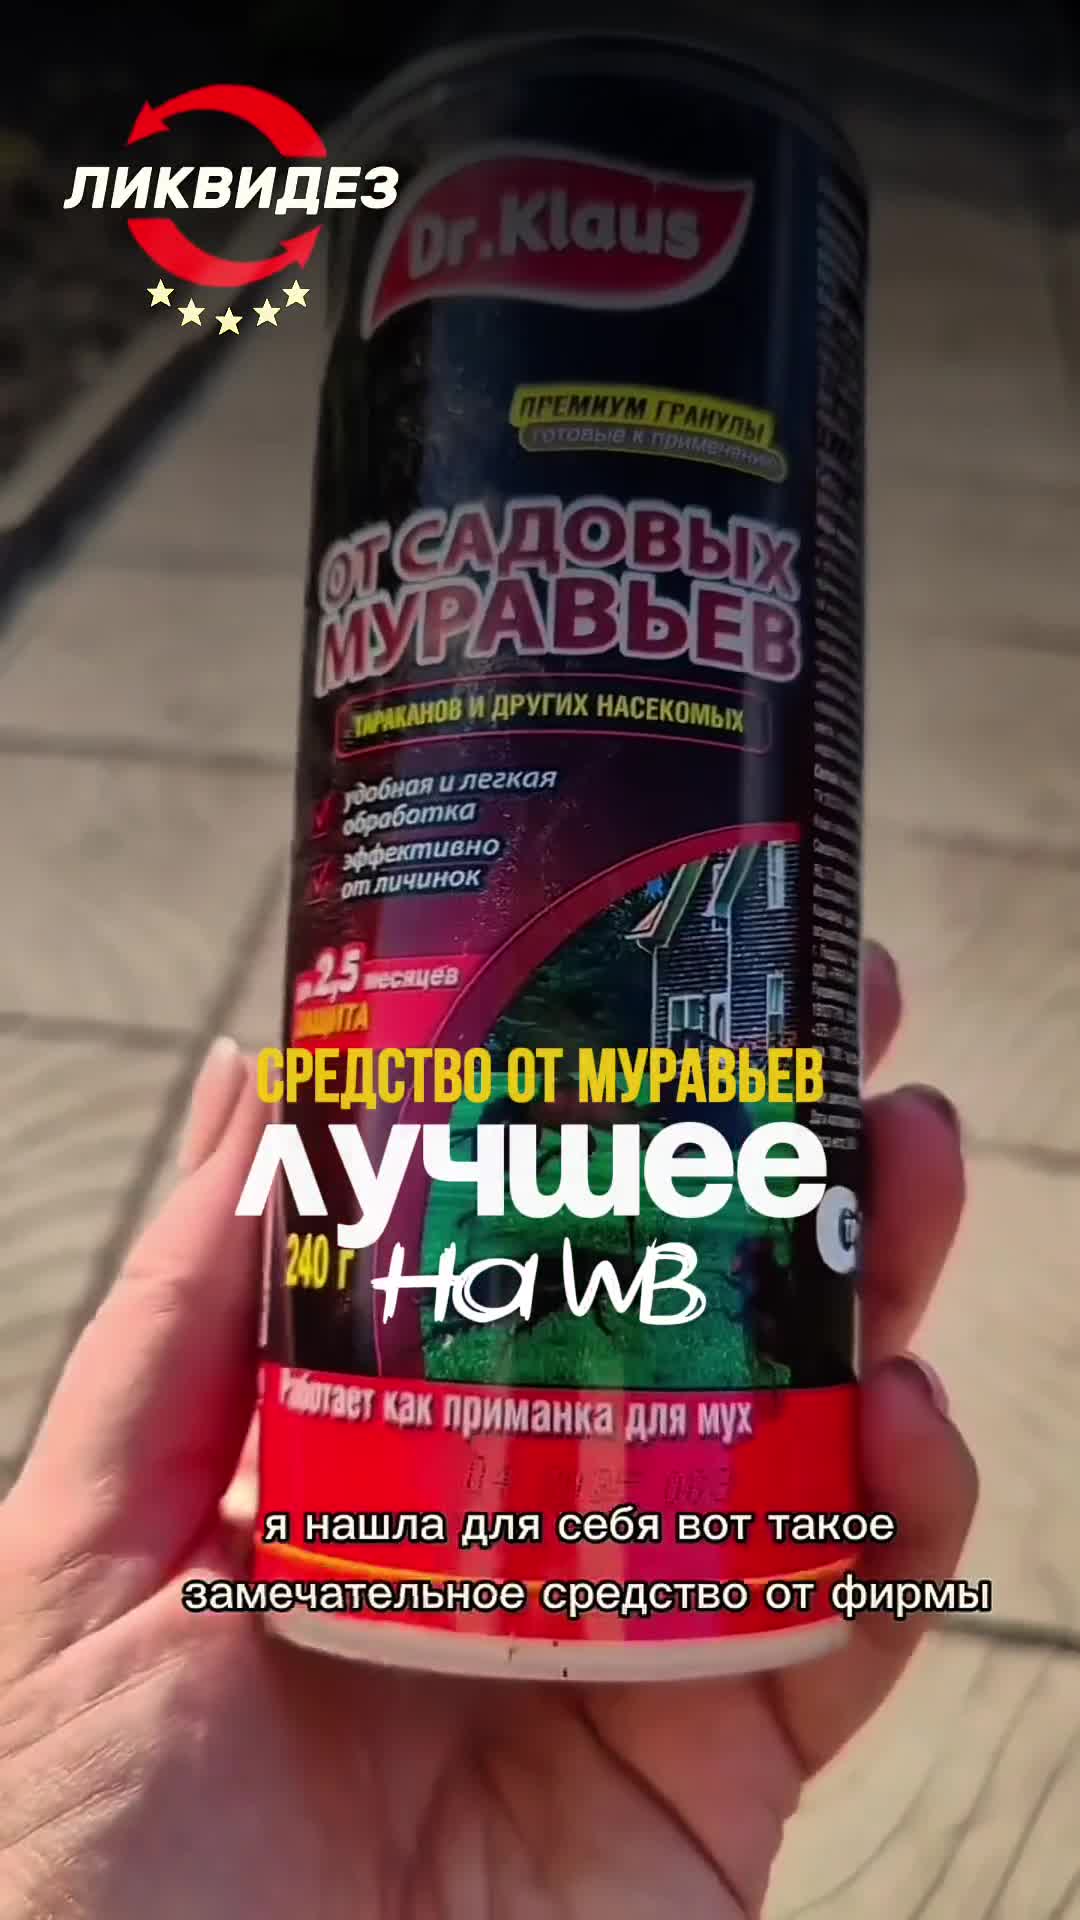 ЛИКВИДЕЗ
Dr.Klaus
ПРЕМИУМ ГРАНУЛЫ
готовые к применению
ОТ САДОВЫХ
МУРАВЬЕВ
ТАРАКАНОВ И ДРУГИХ НАСЕКОМЫХ
удобная и легкая
обработка
эффективно
от личинок
2,5 месяцев
ЗАЩИТА
СРЕДСТВО ОТ МУРАВЬЕВ
ЛУЧШЕЕ
240 г
на WB
Работает как приманка для мух
я нашла для себя вот такое
замечательное средство от фирмы